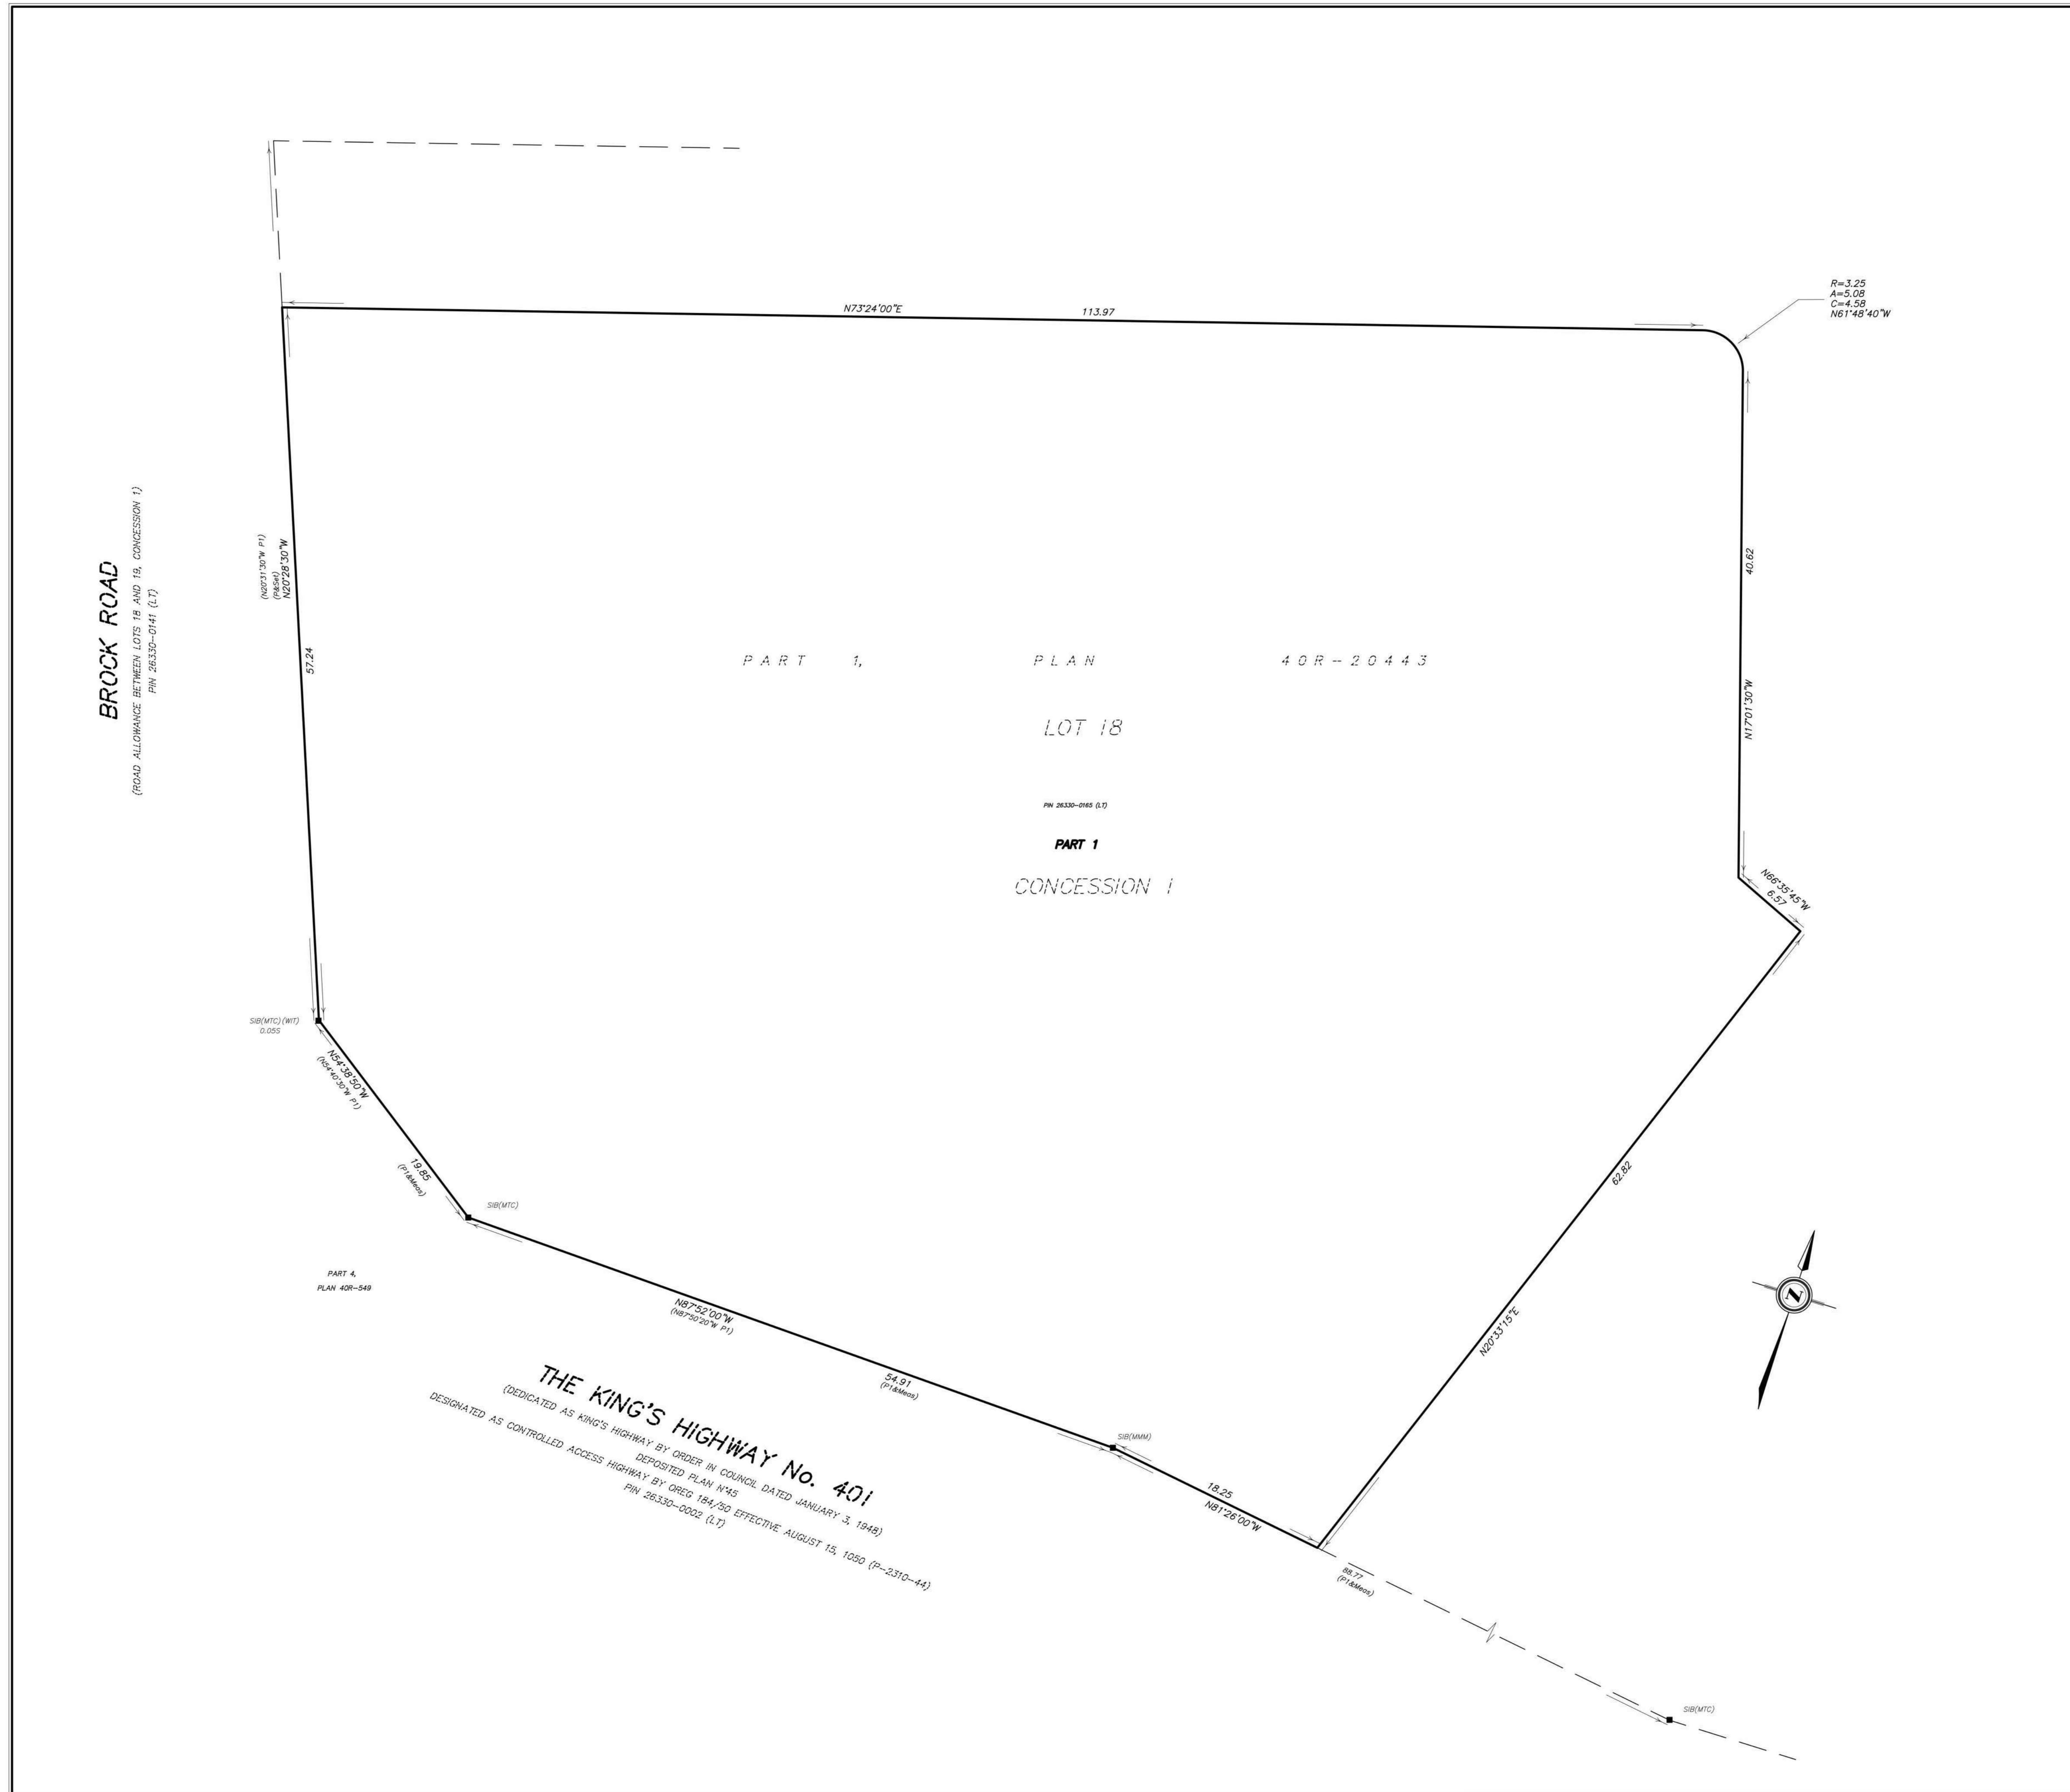 R=3.25
A=5.08
C=4.58
N61°48'40"W
N73°24'00"E
113.97
(N20°31'30"W P1)
(P&Set)
N20°28'30"W
57.24
BROCK ROAD
(ROAD ALLOWANCE BETWEEN LOTS 18 AND 19, CONCESSION 1)
PIN 26330-0141 (LT)
40.62
N17°01'30"W
PART 1, PLAN 40R-20443
LOT 18
PIN 26330-0165 (LT)
PART 1
CONCESSION 1
N66°35'45"W
6.57
SIB(MTC)(WIT)
0.055
N54°38'50"W
(N54°40'30"W P1)
19.85
(P1&Meas)
SIB(MTC)
62.82
N20°33'15"E
PART 4,
PLAN 40R-549
N87°52'00"W
(N87°50'20"W P1)
54.91
(P1&Meas)
SIB(MMM)
18.25
N81°26'00"W
88.77
(P1&Meas)
N
THE KING'S HIGHWAY No. 401
(DEDICATED AS KING'S HIGHWAY BY ORDER IN COUNCIL DATED JANUARY 3, 1948)
DEPOSITED PLAN N°45
DESIGNATED AS CONTROLLED ACCESS HIGHWAY BY OREG 184/50 EFFECTIVE AUGUST 15, 1050 (P-2310-44)
PIN 26330-0002 (LT)
SIB(MTC)